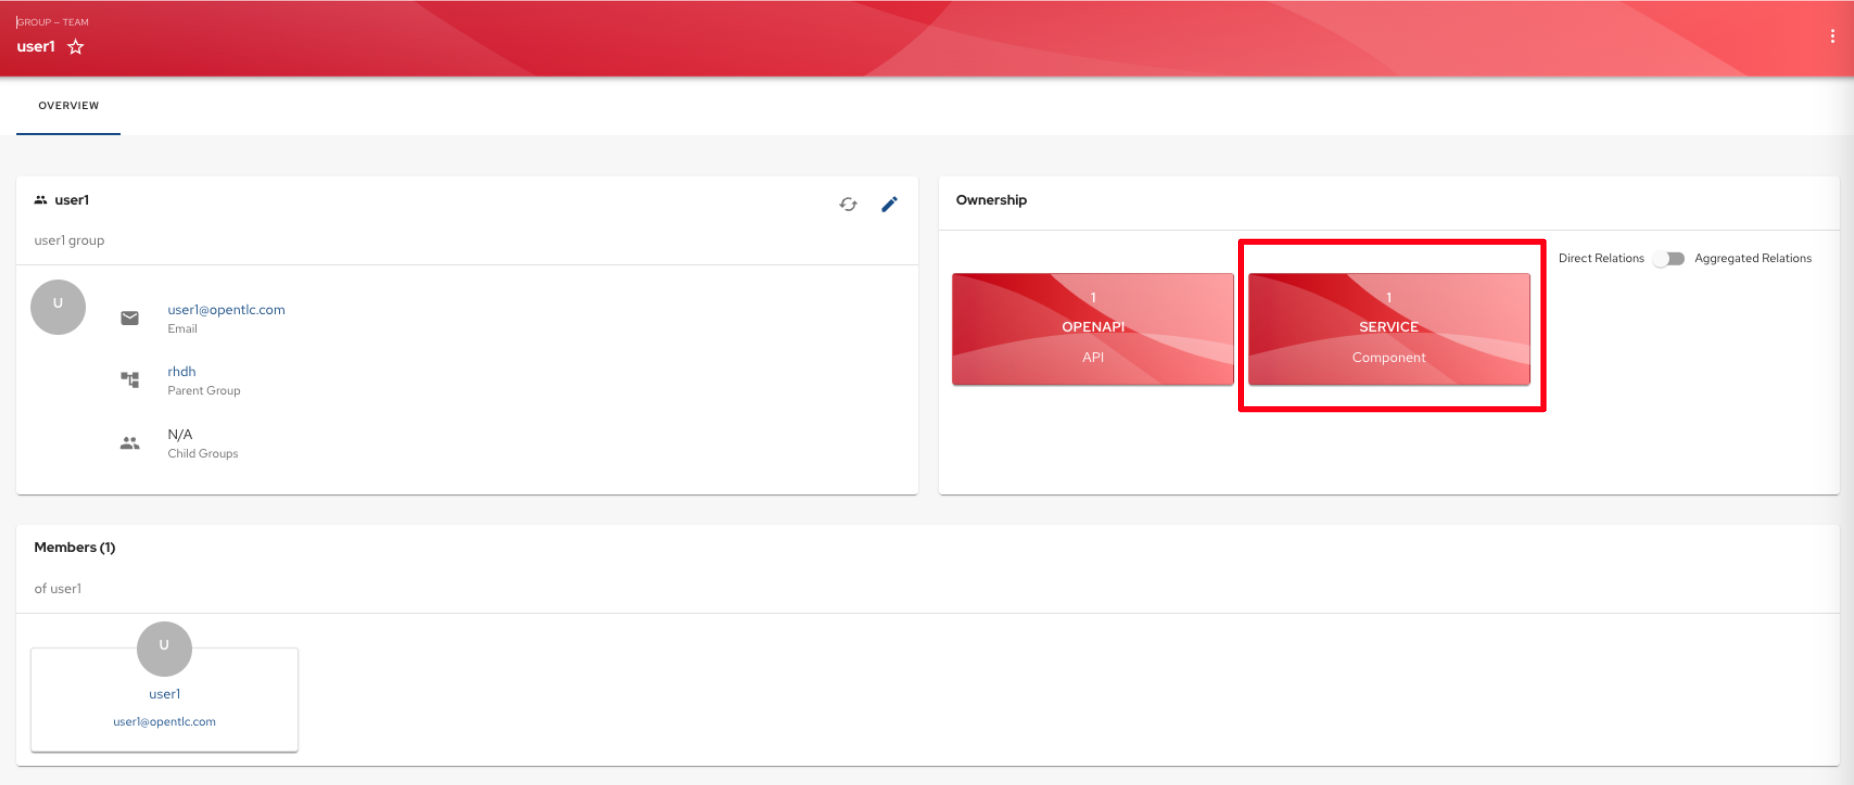 GROUP — TEAM
user1
OVERVIEW
user1
user1 group
U
user1@opentlc.com
Email
rhdh
Parent Group
N/A
Child Groups
Ownership
Direct Relations
Aggregated Relations
1
OPENAPI
API
1
SERVICE
Component
Members (1)
of user1
U
user1
user1@opentlc.com